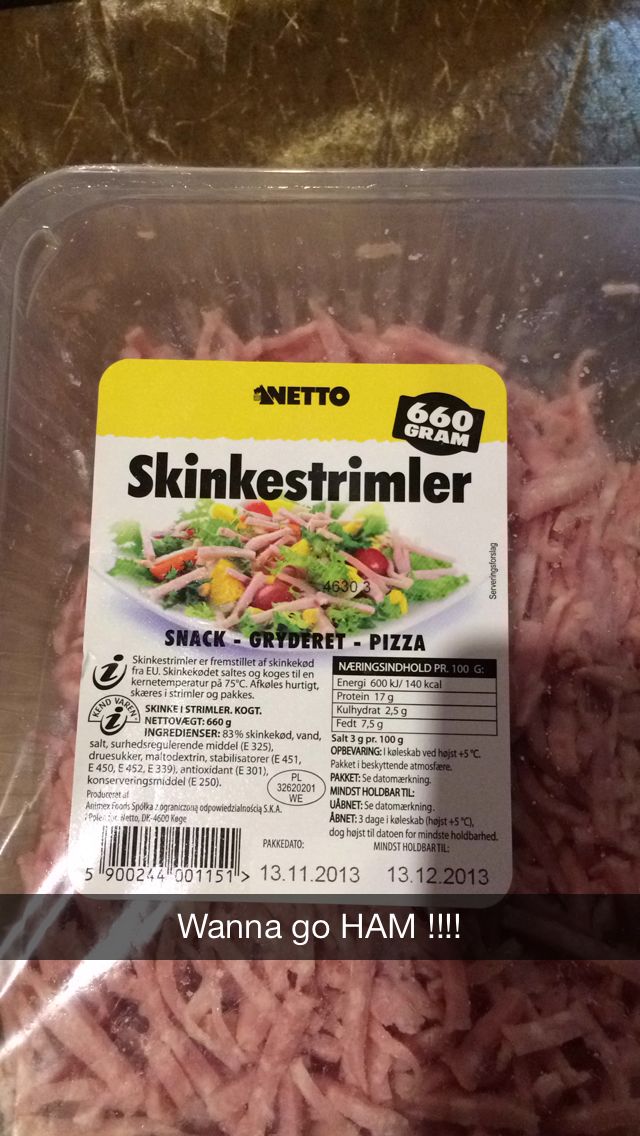 NETTO
660
GRAM
Skinkestrimler
4630 3
Serveringsforslag
SNACK - GRYDERET - PIZZA
Skinkestrimler er fremstillet af skinkekød
fra EU. Skinkekødet saltes og koges til en
kernetemperatur på 75°C. Afkøles hurtigt,
skæres i strimler og pakkes.
KEND VAREN
SKINKE I STRIMLER. KOGT.
NETTOVÆGT: 660 g
INGREDIENSER: 83% skinkekød, vand,
salt, surhedsregulerende middel (E 325),
druesukker, maltodextrin, stabilisatorer (E 451,
E 450, E 452, E 339), antioxidant (E 301),
konserveringsmiddel (E 250).
PL
32620201
WE
Produceret af
Animex Foods Spółka z ograniczoną odpowiedzialnością S.K.A.
i Polen for: Netto, DK-4600 Køge
NÆRINGSINDHOLD PR. 100 G:
Energi 600 kJ/ 140 kcal
Protein 17 g
Kulhydrat 2,5 g
Fedt 7,5 g
Salt 3 g pr. 100 g
OPBEVARING: I køleskab ved højst +5 °C.
Pakket i beskyttende atmosfære.
PAKKET: Se datomærkning.
MINDST HOLDBAR TIL:
UÅBNET: Se datomærkning.
ÅBNET: 3 dage i køleskab (højst +5 °C),
dog højst til datoen for mindste holdbarhed.
PAKKEDATO:
MINDST HOLDBAR TIL:
5 900244 001151 >
13.11.2013
13.12.2013
Wanna go HAM !!!!